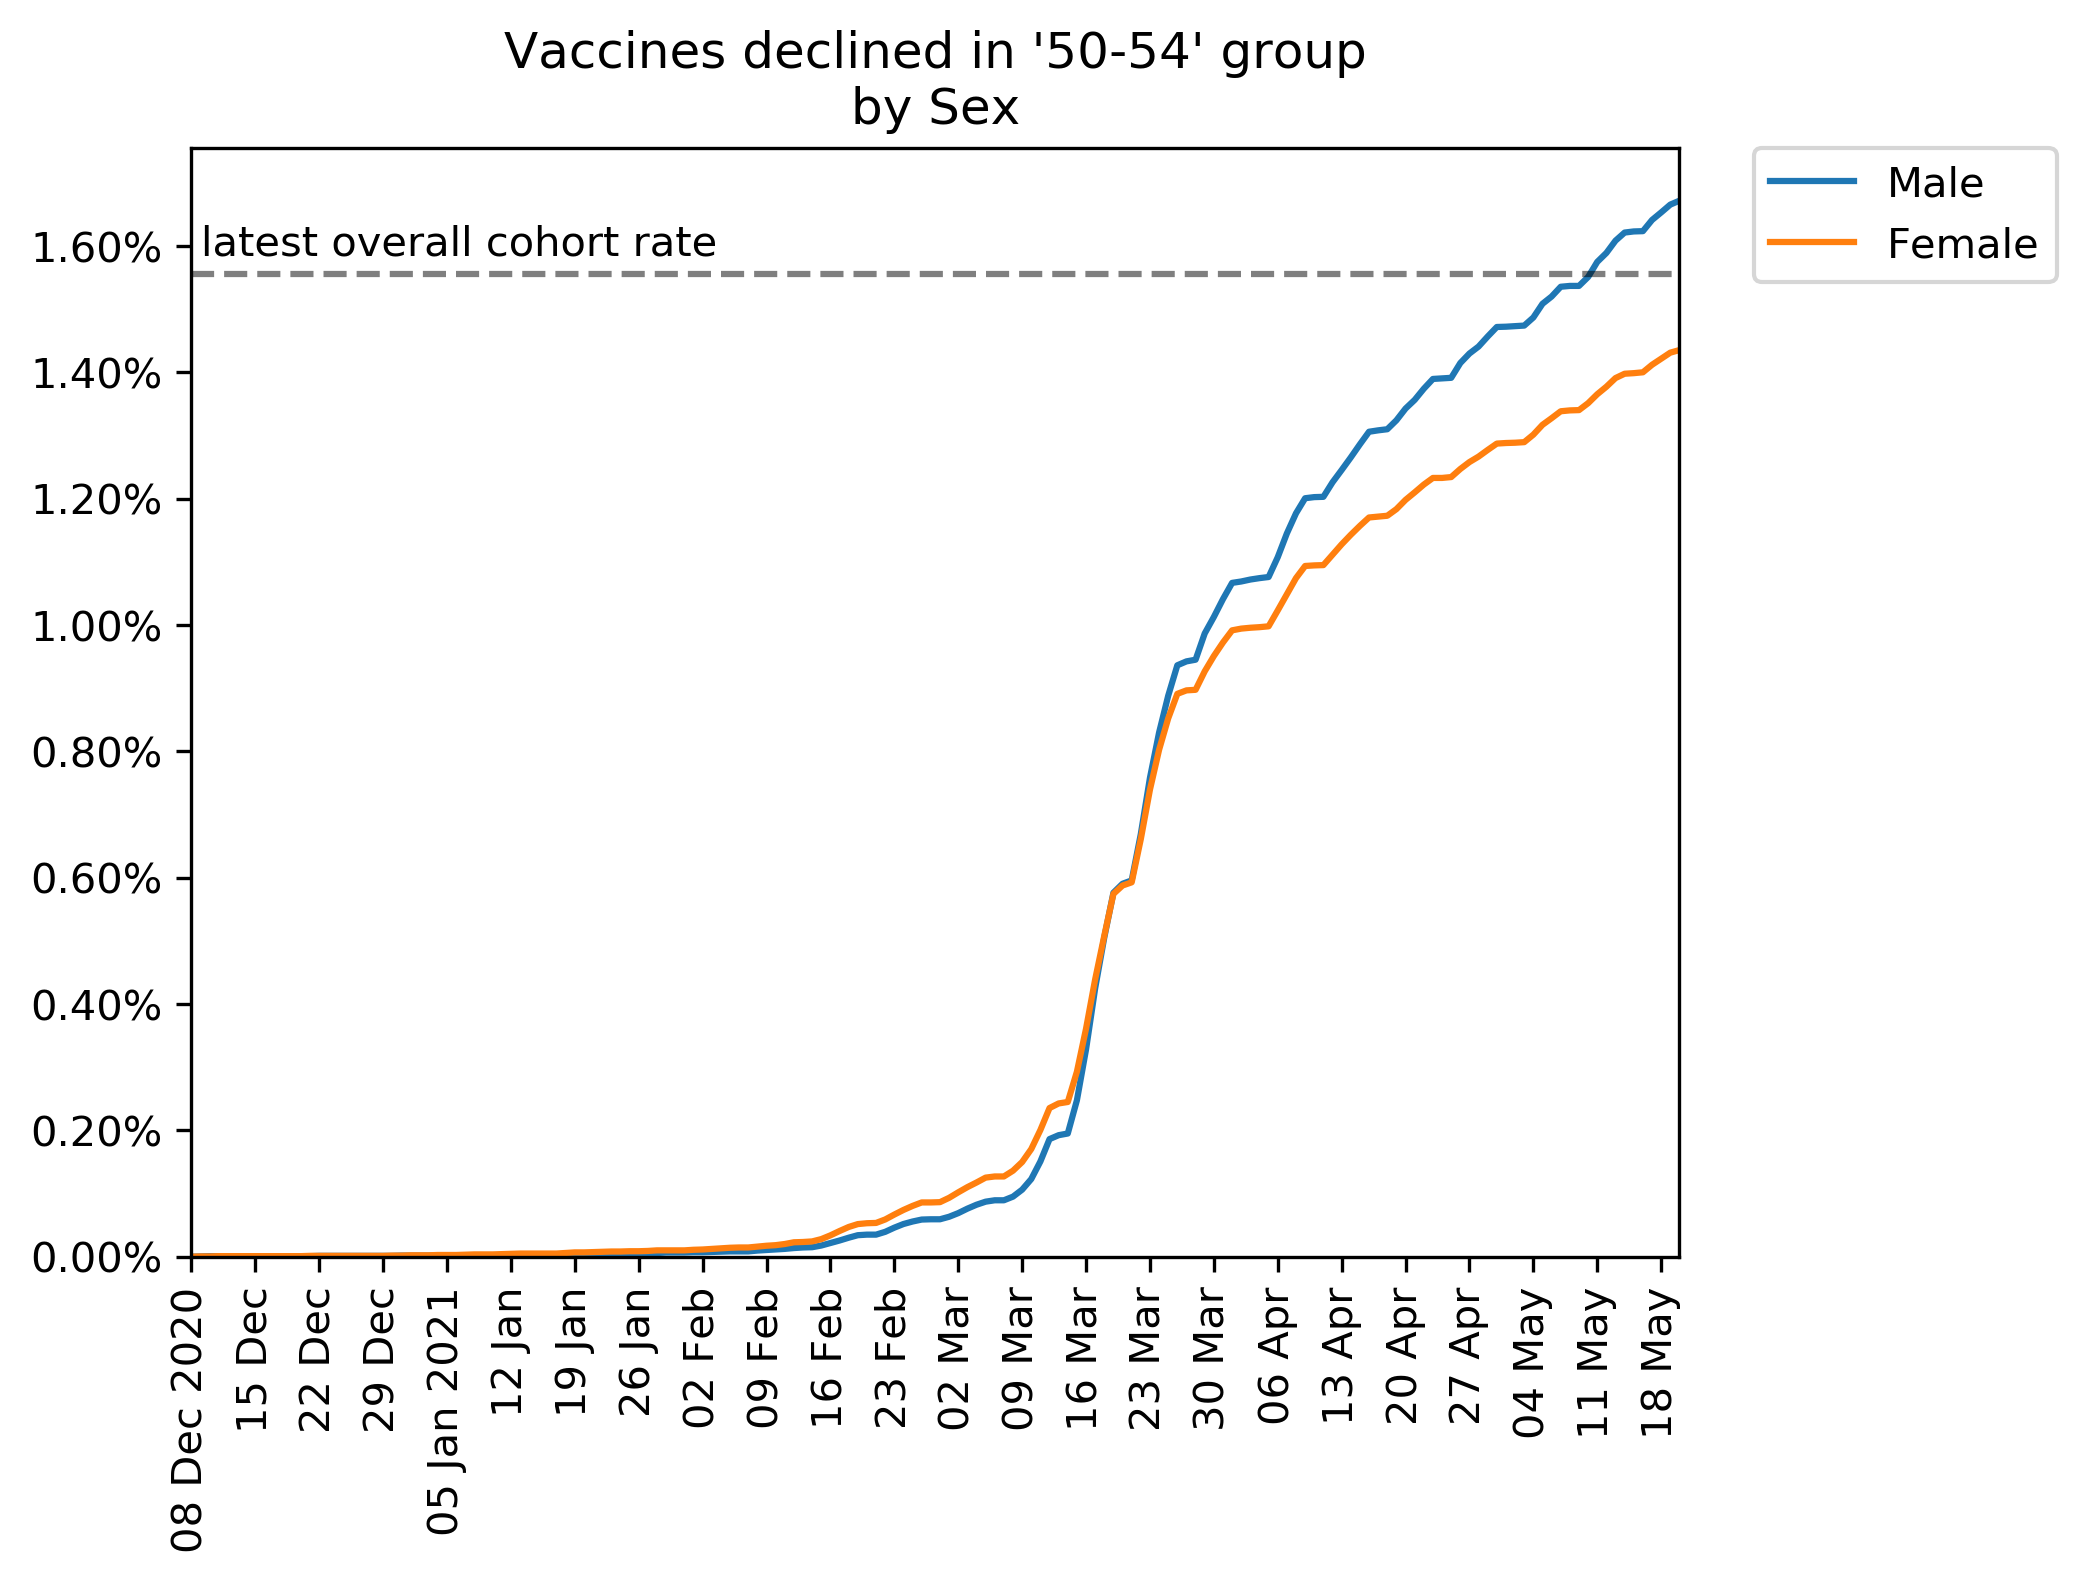 Vaccines declined in '50-54' group
by Sex
Male
Female
latest overall cohort rate
1.60%
1.40%
1.20%
1.00%
0.80%
0.60%
0.40%
0.20%
0.00%
08 Dec 2020
15 Dec
22 Dec
29 Dec
05 Jan 2021
12 Jan
19 Jan
26 Jan
02 Feb
09 Feb
16 Feb
23 Feb
02 Mar
09 Mar
16 Mar
23 Mar
30 Mar
06 Apr
13 Apr
20 Apr
27 Apr
04 May
11 May
18 May